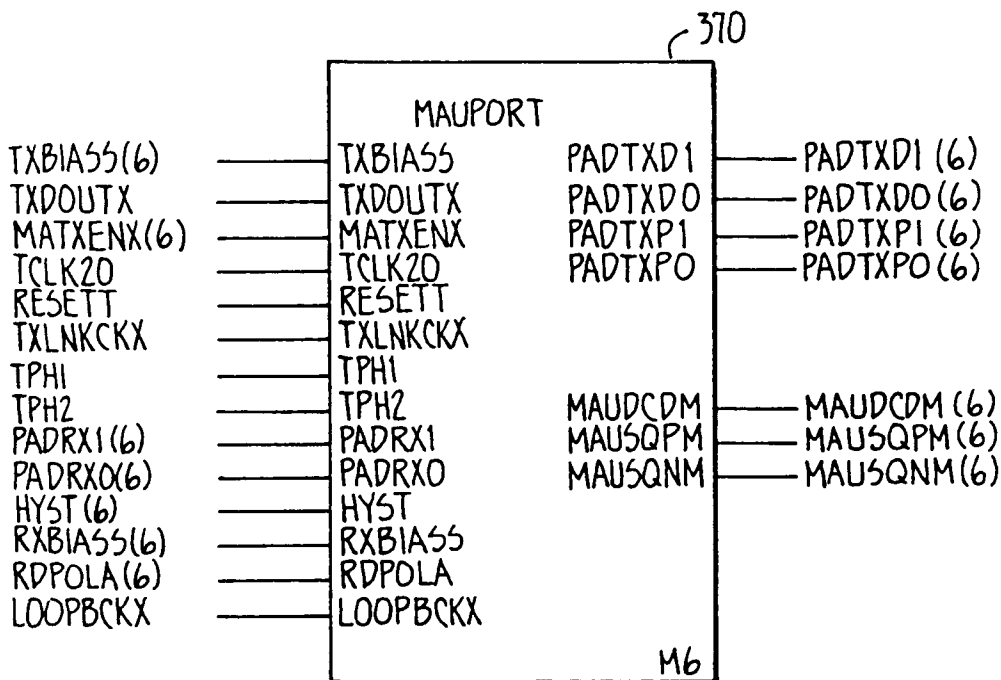 370
MAUPORT
TXBIASS(6) TXBIASS PADTXD1 PADTXD1(6)
TXDOUTX TXDOUTX PADTXD0 PADTXD0(6)
MATXENX(6) MATXENX PADTXP1 PADTXP1(6)
TCLK20 TCLK20 PADTXP0 PADTXP0(6)
RESETT RESETT
TXLNKCKX TXLNKCKX
TPH1 TPH1
TPH2 TPH2 MAUDCDM MAUDCDM(6)
PADRX1(6) PADRX1 MAUSQPM MAUSQPM(6)
PADRX0(6) PADRX0 MAUSQNM MAUSQNM(6)
HYST(6) HYST
RXBIASS(6) RXBIASS
RDPOLA(6) RDPOLA
LOOPBCKX LOOPBCKX
M6